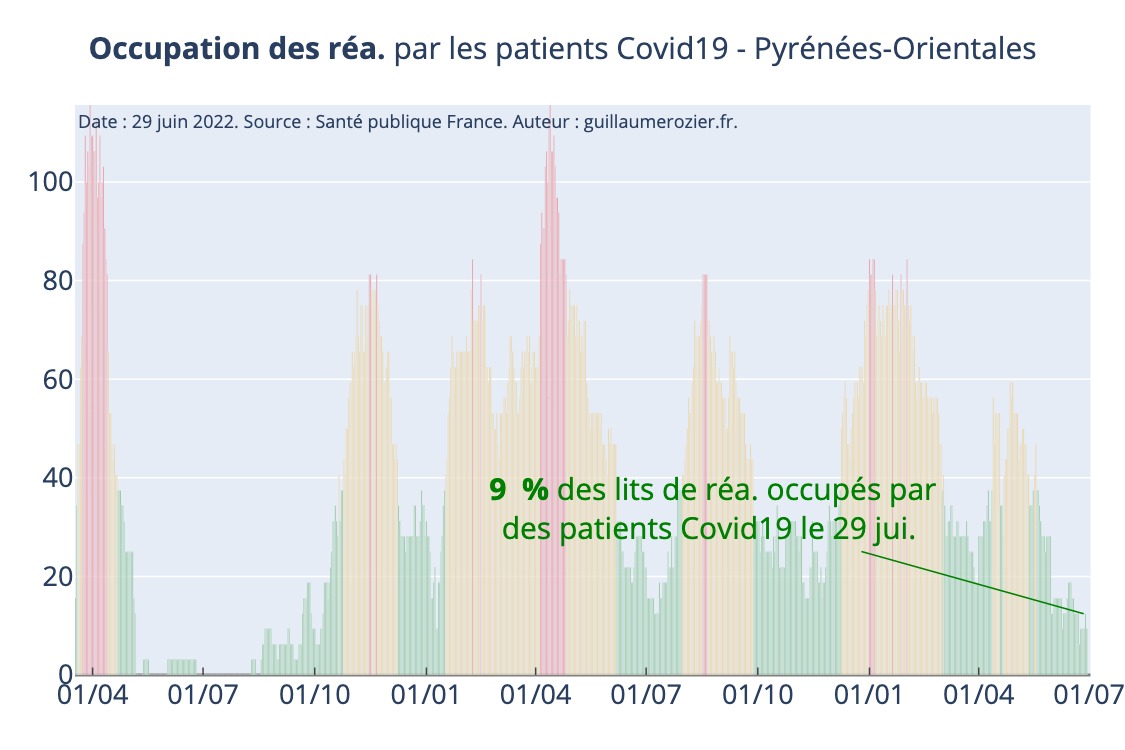 Occupation des réa. par les patients Covid19 - Pyrénées-Orientales
Date : 29 juin 2022. Source : Santé publique France. Auteur : guillaumerozier.fr.
100
80
60
40
20
0
9 % des lits de réa. occupés par
des patients Covid19 le 29 jui.
01/04 01/07 01/10 01/01 01/04 01/07 01/10 01/01 01/04 01/07